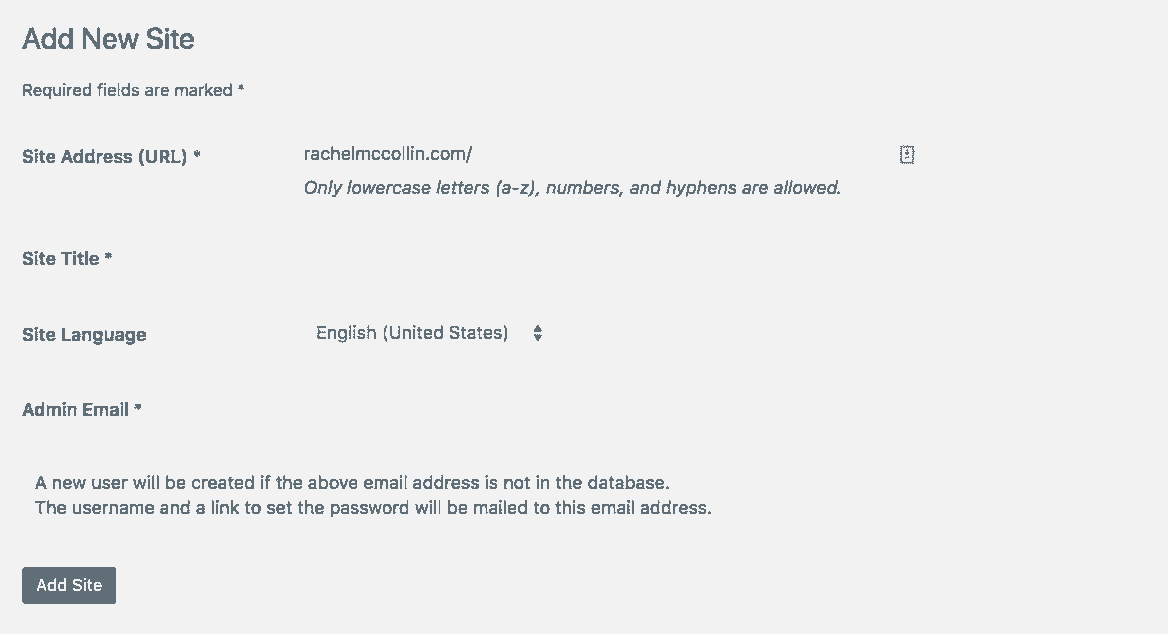 Add New Site
Required fields are marked *
Site Address (URL) * rachelmccollin.com/
Only lowercase letters (a-z), numbers, and hyphens are allowed.
Site Title *
Site Language English (United States)
Admin Email *
A new user will be created if the above email address is not in the database.
The username and a link to set the password will be mailed to this email address.
Add Site